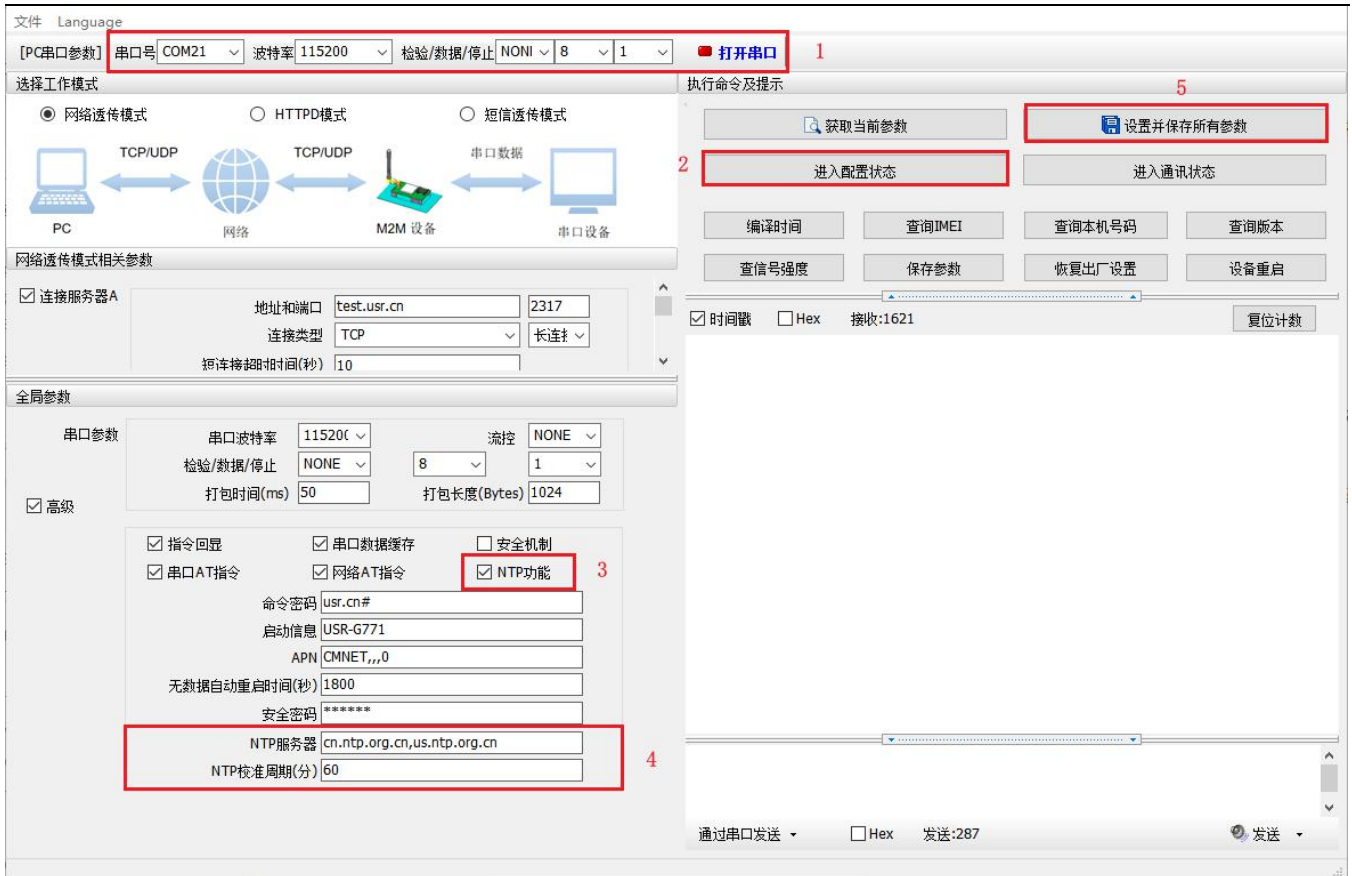 文件 Language
[PC串口参数] 串口号 COM21 波特率 115200 检验/数据/停止 NONI 8 1 打开串口 1
选择工作模式
网络透传模式 HTTPD模式 短信透传模式
TCP/UDP TCP/UDP 串口数据
PC 网络 M2M 设备 串口设备
网络透传模式相关参数
连接服务器A
地址和端口 test.usr.cn 2317
连接类型 TCP 长连接
短连接超时时间(秒) 10
全局参数
串口参数
串口波特率 11520( 流控 NONE
检验/数据/停止 NONE 8 1
打包时间(ms) 50 打包长度(Bytes) 1024
高级
指令回显 串口数据缓存 安全机制
串口AT指令 网络AT指令 NTP功能 3
命令密码 usr.cn#
启动信息 USR-G771
APN CMNET,,,0
无数据自动重启时间(秒) 1800
安全密码 ******
NTP服务器 cn.ntp.org.cn,us.ntp.org.cn
NTP校准周期(分) 60
4
执行命令及提示
5
获取当前参数 设置并保存所有参数
2 进入配置状态 进入通讯状态
编译时间 查询IMEI 查询本机号码 查询版本
查信号强度 保存参数 恢复出厂设置 设备重启
时间戳 Hex 接收:1621 复位计数
通过串口发送 Hex 发送:287 发送